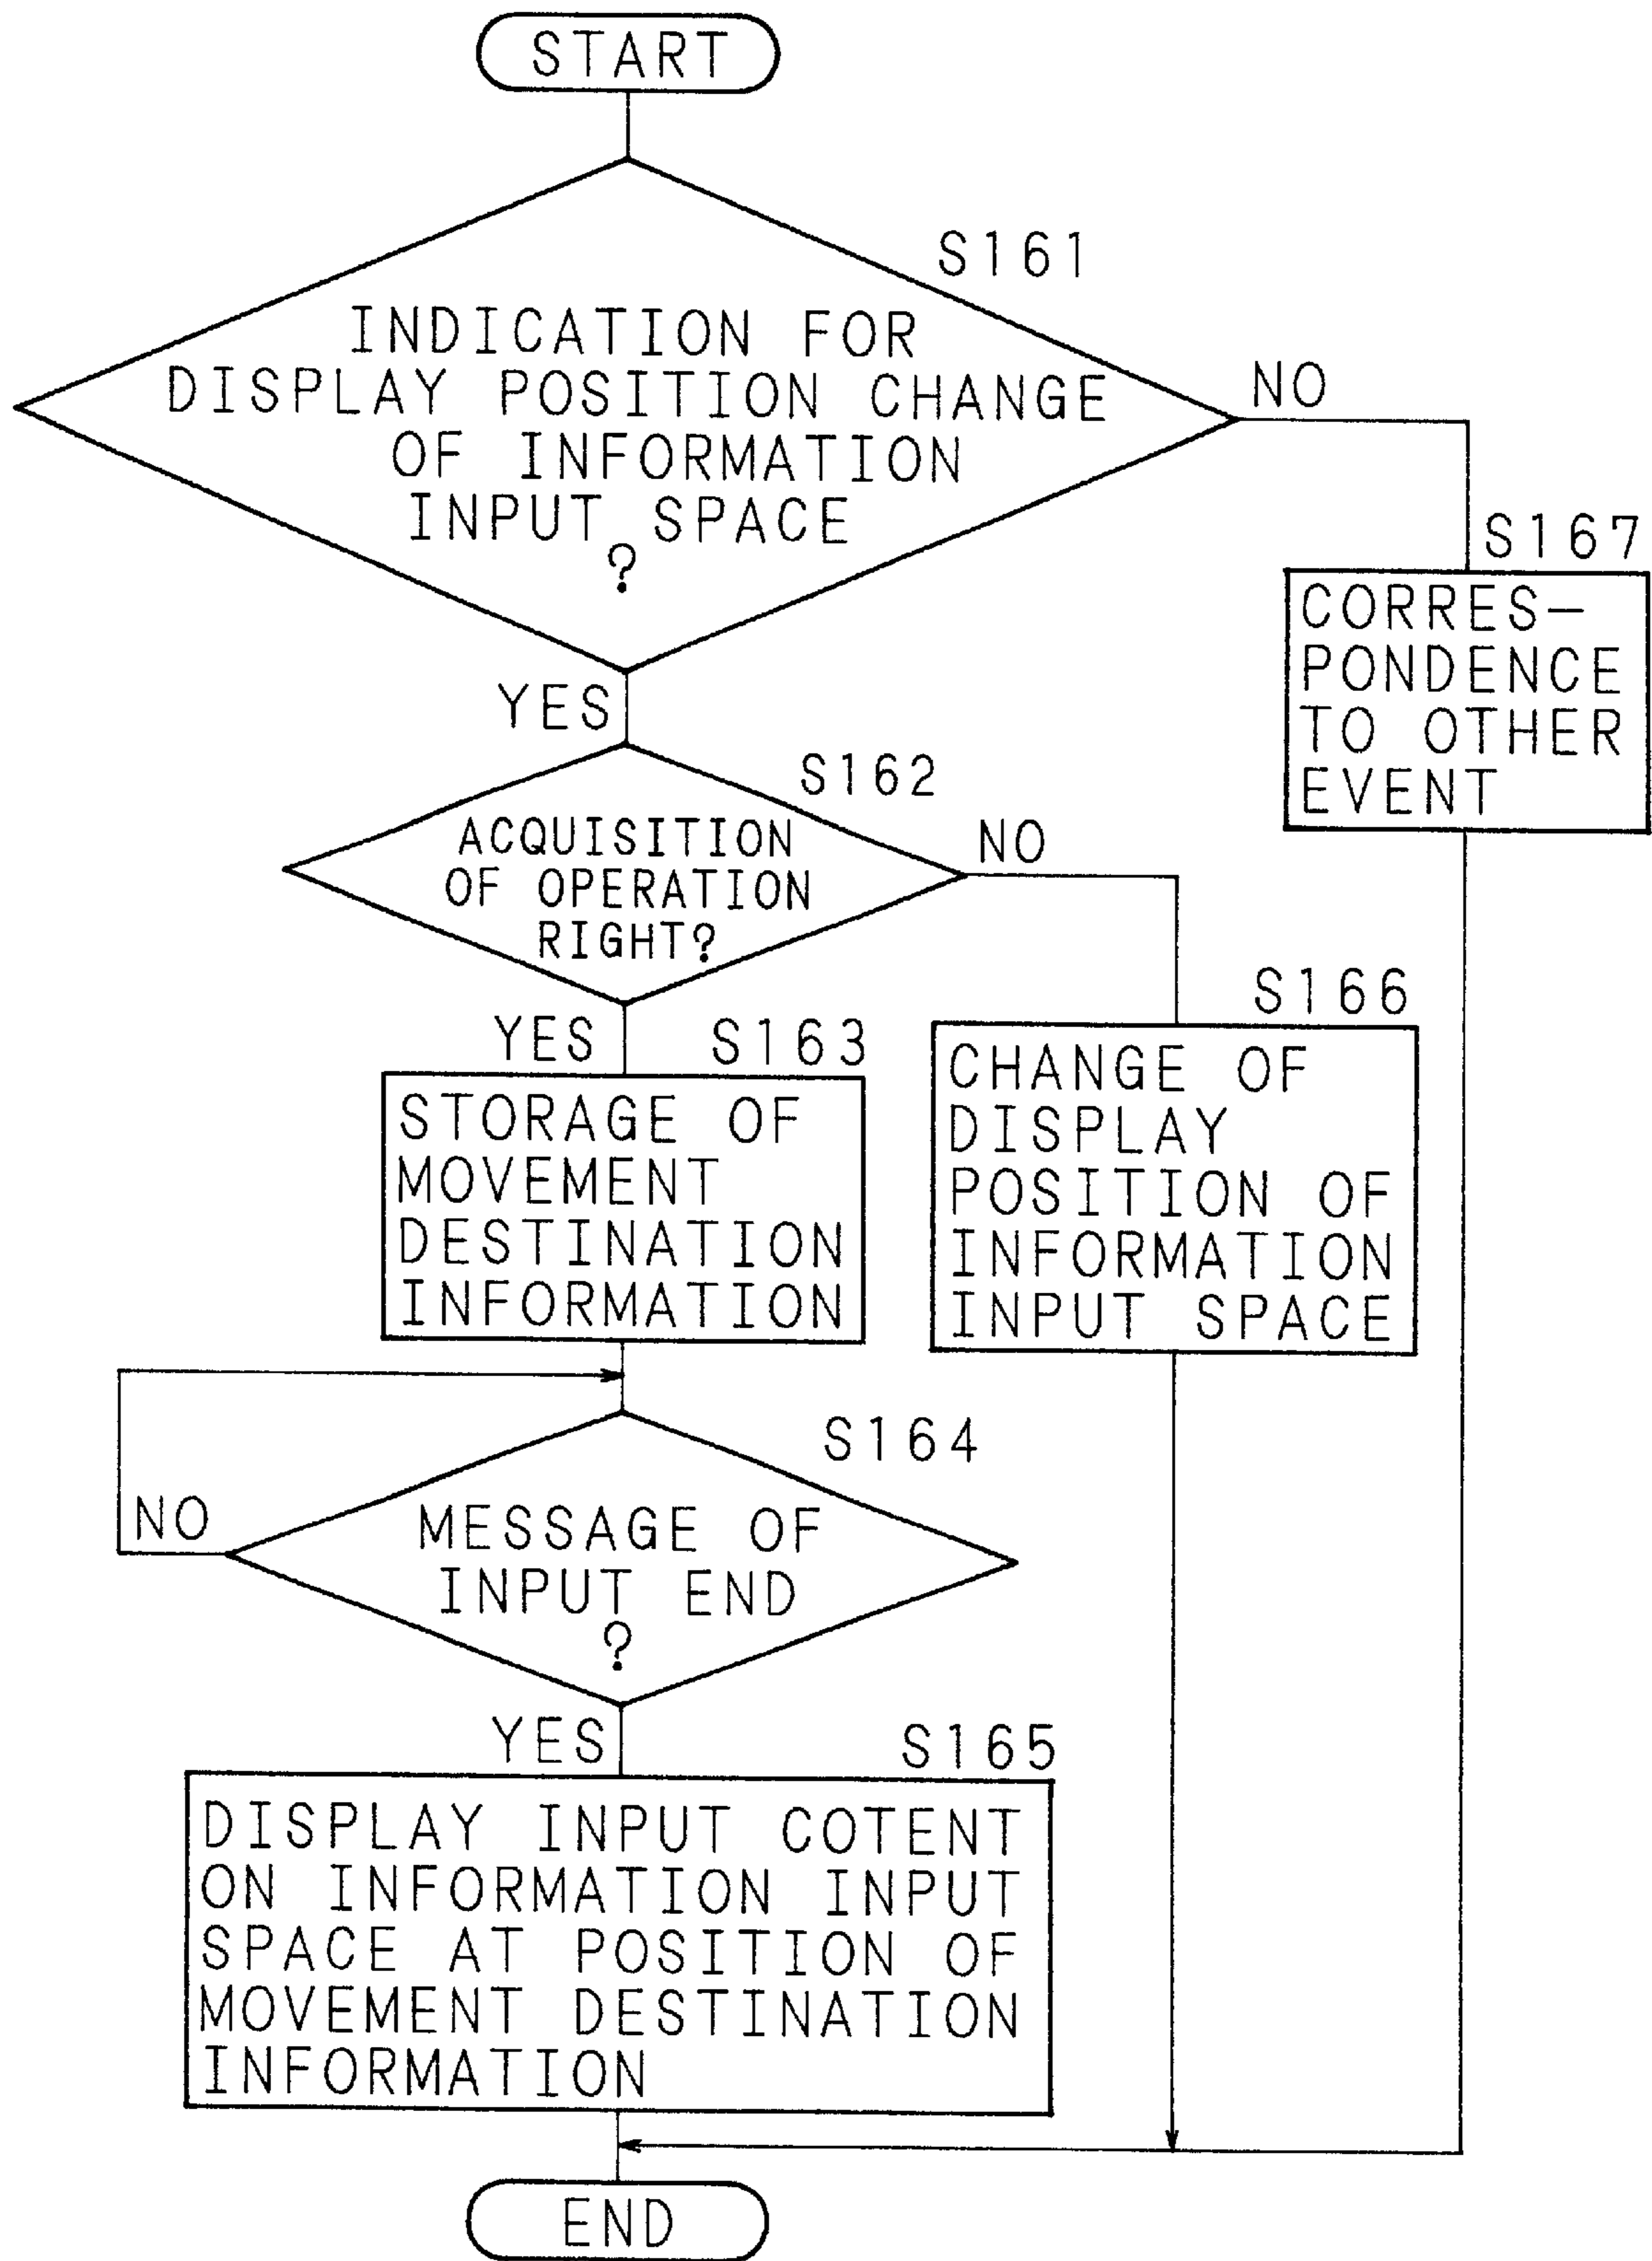 START
S161
INDICATION FOR
DISPLAY POSITION CHANGE
OF INFORMATION
INPUT SPACE
?
NO
YES
S167
CORRES-
PONDENCE
TO OTHER
EVENT
S162
ACQUISITION
OF OPERATION
RIGHT?
NO
YES
S166
CHANGE OF
DISPLAY
POSITION OF
INFORMATION
INPUT SPACE
S163
STORAGE OF
MOVEMENT
DESTINATION
INFORMATION
S164
MESSAGE OF
INPUT END
?
NO
YES
S165
DISPLAY INPUT COTENT
ON INFORMATION INPUT
SPACE AT POSITION OF
MOVEMENT DESTINATION
INFORMATION
END